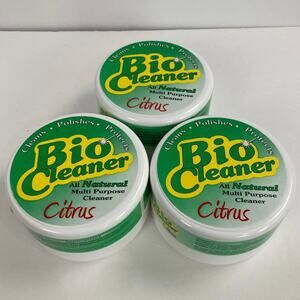 Cleans • Polishes • Protects
Bio
Cleaner
All Natural
Multi Purpose
Cleaner
Citrus
Cleans • Polishes • Protects
Bio
Cleaner
All Natural
Multi Purpose
Cleaner
Citrus
Cleans • Polishes • Protects
Bio
Cleaner
All Natural
Multi Purpose
Cleaner
Citrus